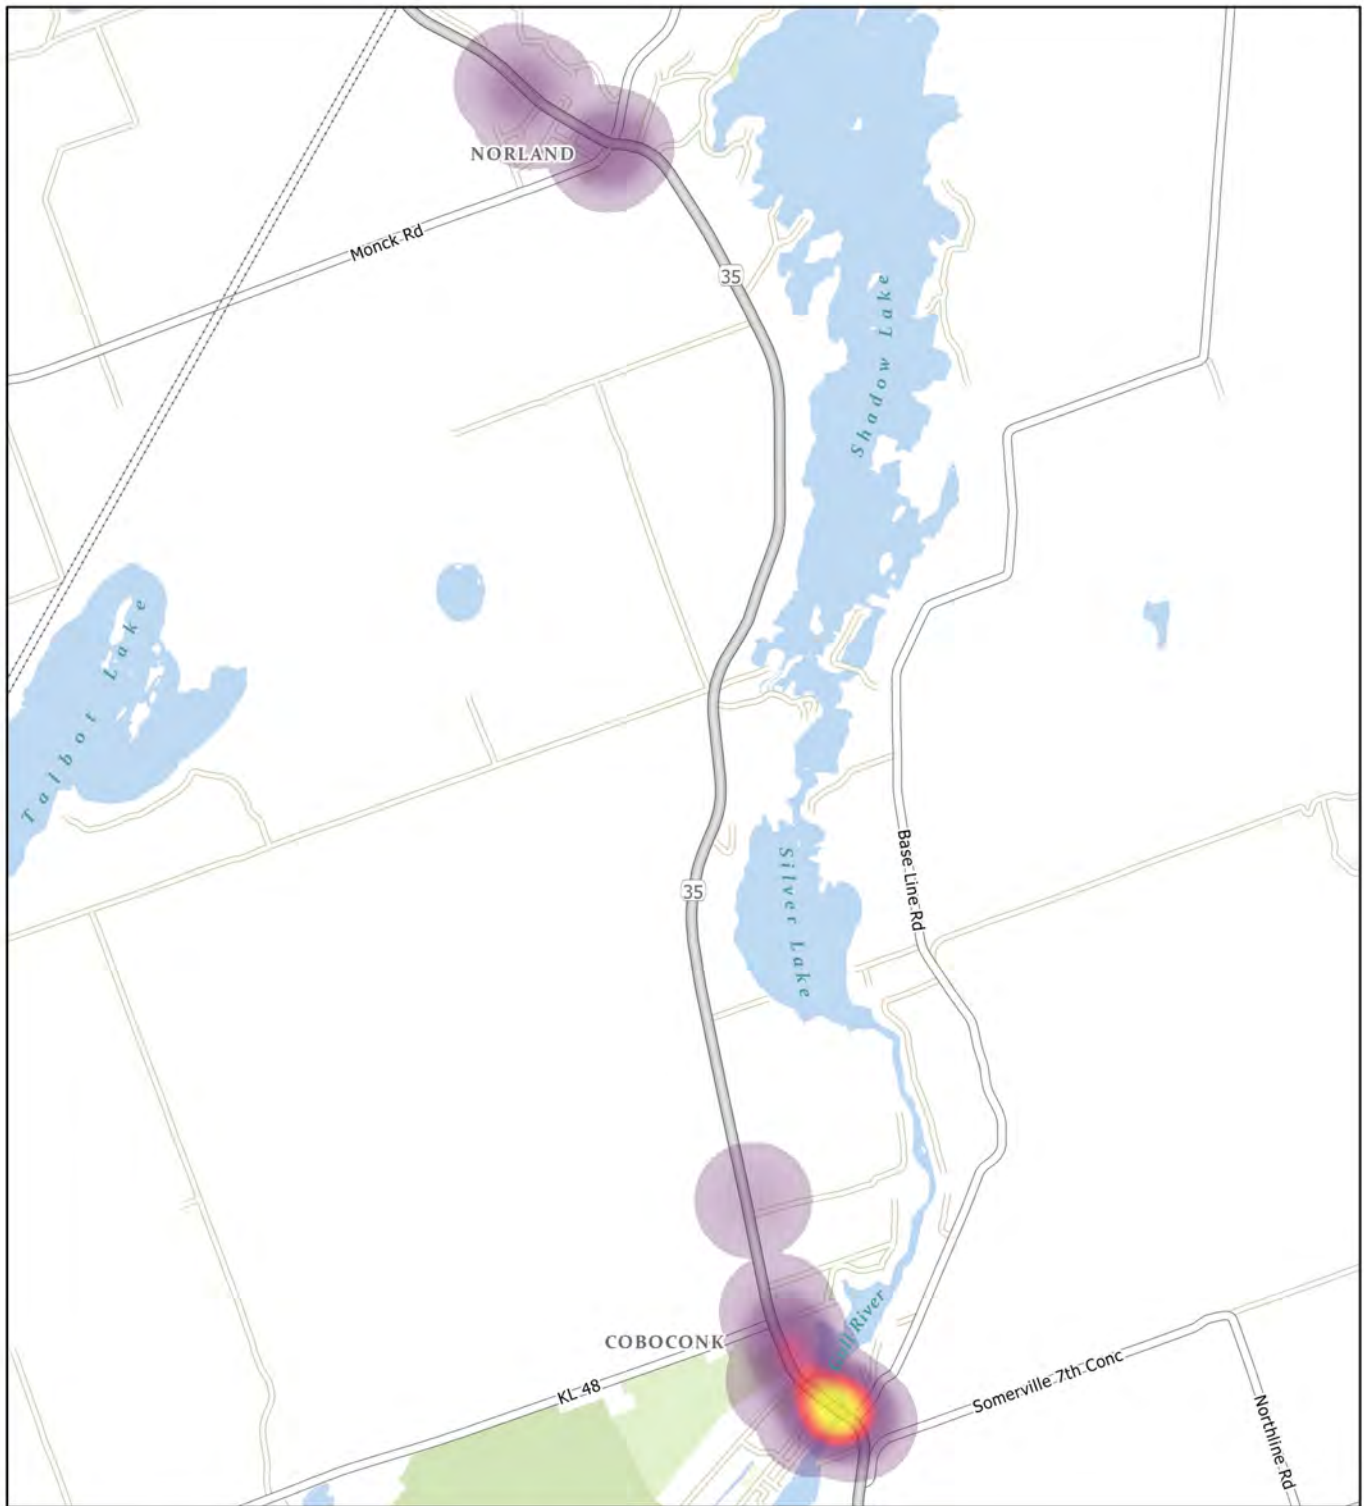 NORLAND
Monck Rd
35
Shadow Lake
Talbot Lake
Base Line Rd
35
Silver Lake
River
COBOCONK
KL 48
Somerville 7th Conc
Northline Rd